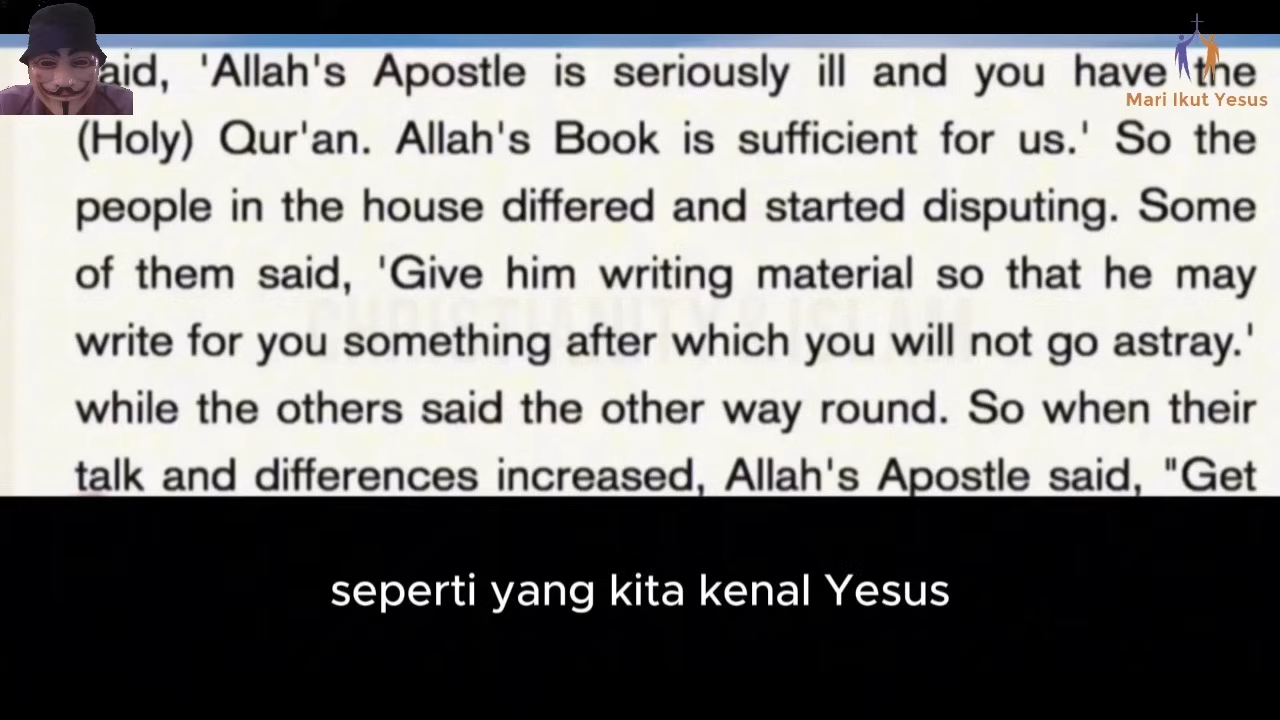 aid, 'Allah's Apostle is seriously ill and you have the
Mari Ikut Yesus
(Holy) Qur'an. Allah's Book is sufficient for us.' So the
people in the house differed and started disputing. Some
of them said, 'Give him writing material so that he may
write for you something after which you will not go astray.'
while the others said the other way round. So when their
talk and differences increased, Allah's Apostle said, "Get
seperti yang kita kenal Yesus